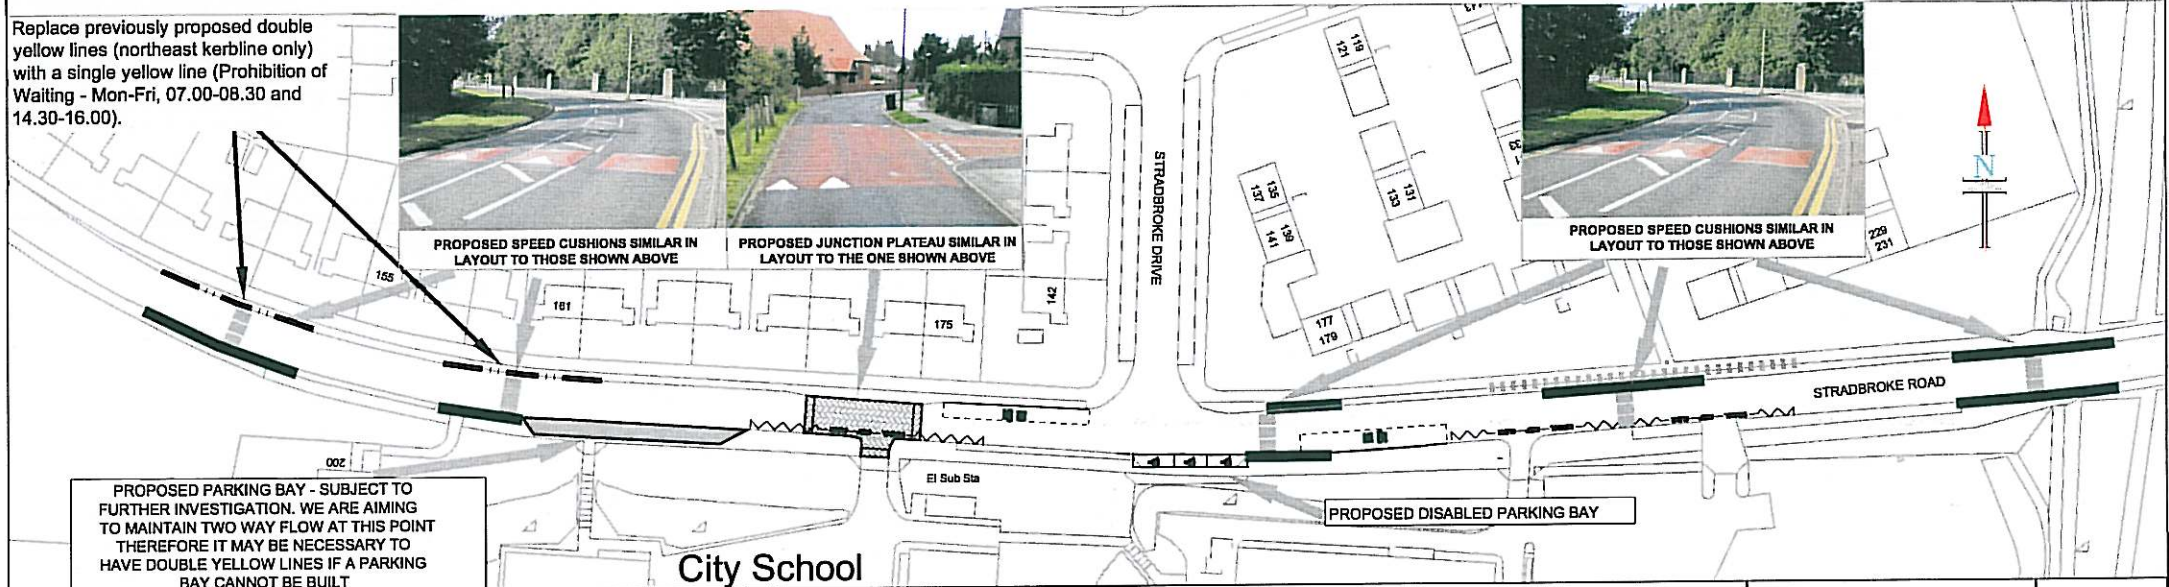 Replace previously proposed double
yellow lines (northeast kerbline only)
with a single yellow line (Prohibition of
Waiting - Mon-Fri, 07.00-08.30 and
14.30-16.00).
PROPOSED SPEED CUSHIONS SIMILAR IN
LAYOUT TO THOSE SHOWN ABOVE
PROPOSED JUNCTION PLATEAU SIMILAR IN
LAYOUT TO THE ONE SHOWN ABOVE
PROPOSED SPEED CUSHIONS SIMILAR IN
LAYOUT TO THOSE SHOWN ABOVE
N
119
121
131
133
135
137
139
141
STRADBROKE DRIVE
142
155
161
175
177
179
229
231
STRADBROKE ROAD
200
El Sub Sta
PROPOSED PARKING BAY - SUBJECT TO
FURTHER INVESTIGATION. WE ARE AIMING
TO MAINTAIN TWO WAY FLOW AT THIS POINT
THEREFORE IT MAY BE NECESSARY TO
HAVE DOUBLE YELLOW LINES IF A PARKING
BAY CANNOT BE BUILT
PROPOSED DISABLED PARKING BAY
City School